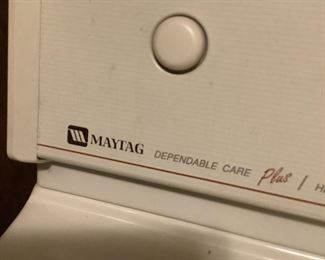 MAYTAG DEPENDABLE CARE Plus /